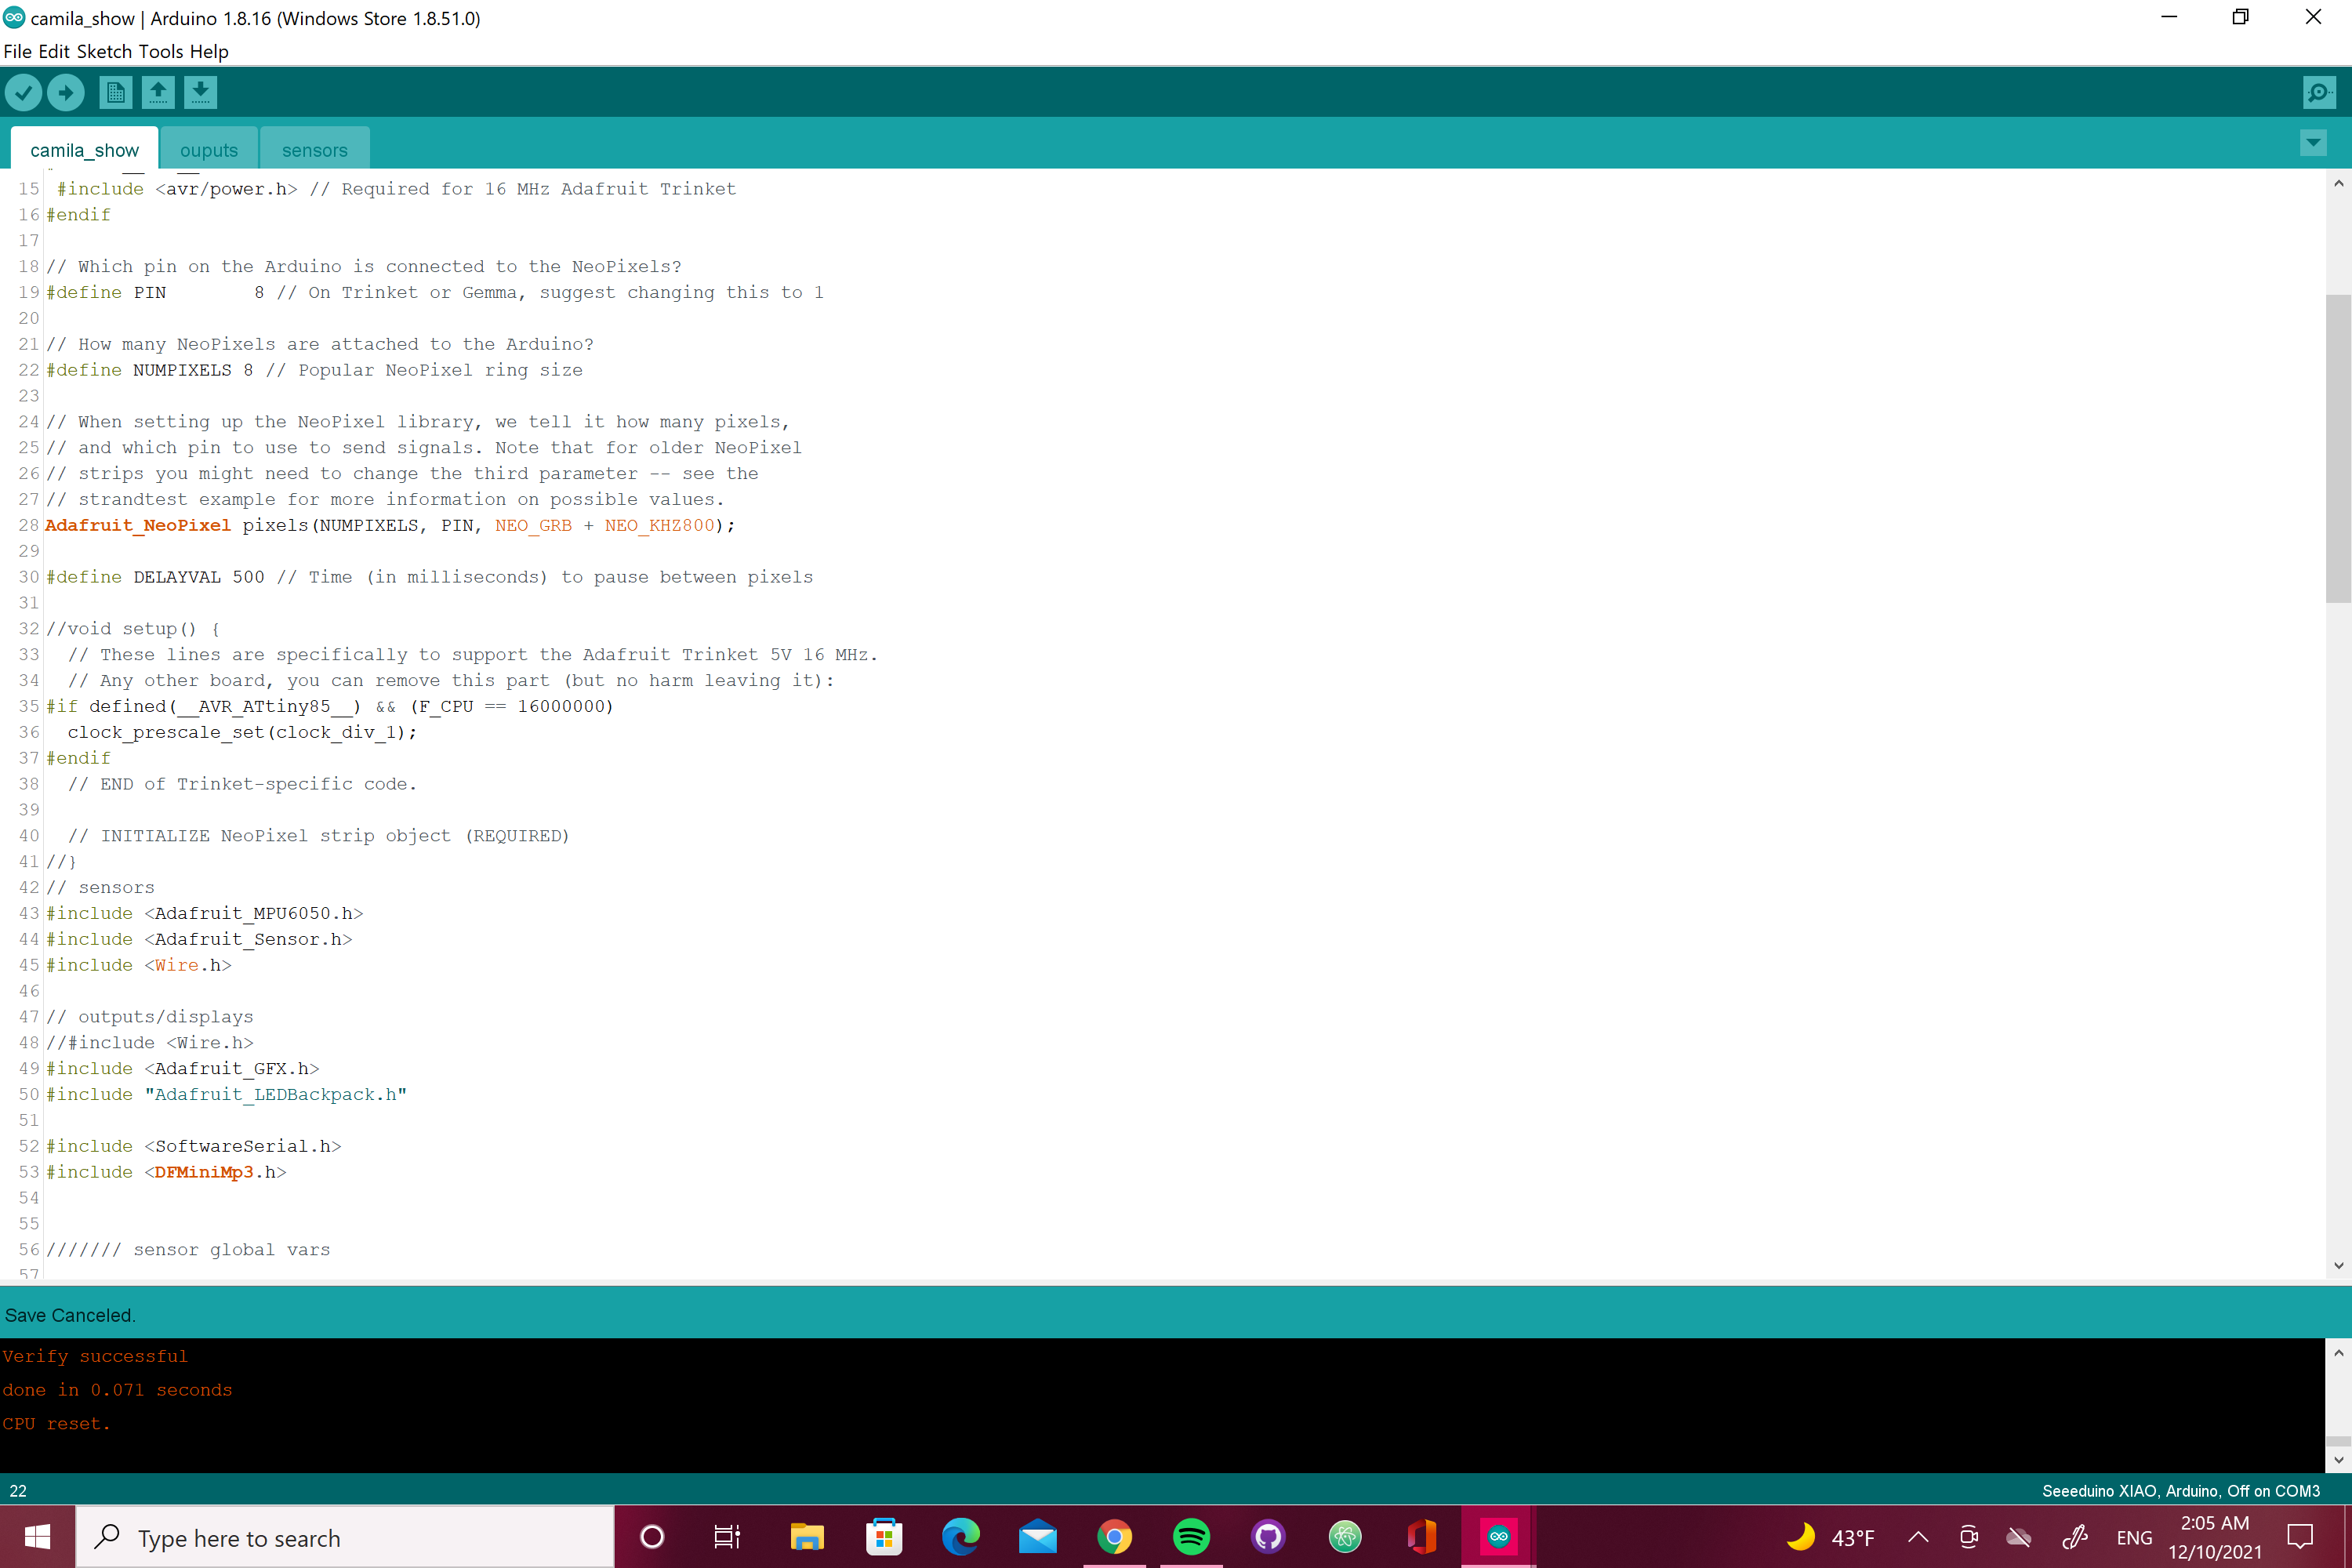 camila_show | Arduino 1.8.16 (Windows Store 1.8.51.0)
File Edit Sketch Tools Help
camila_show ouputs sensors
15 #include <avr/power.h> // Required for 16 MHz Adafruit Trinket
16 #endif
17
18 // Which pin on the Arduino is connected to the NeoPixels?
19 #define PIN        8 // On Trinket or Gemma, suggest changing this to 1
20
21 // How many NeoPixels are attached to the Arduino?
22 #define NUMPIXELS 8 // Popular NeoPixel ring size
23
24 // When setting up the NeoPixel library, we tell it how many pixels,
25 // and which pin to use to send signals. Note that for older NeoPixel
26 // strips you might need to change the third parameter -- see the
27 // strandtest example for more information on possible values.
28 Adafruit_NeoPixel pixels(NUMPIXELS, PIN, NEO_GRB + NEO_KHZ800);
29
30 #define DELAYVAL 500 // Time (in milliseconds) to pause between pixels
31
32 //void setup() {
33   // These lines are specifically to support the Adafruit Trinket 5V 16 MHz.
34   // Any other board, you can remove this part (but no harm leaving it):
35 #if defined(__AVR_ATtiny85__) && (F_CPU == 16000000)
36   clock_prescale_set(clock_div_1);
37 #endif
38   // END of Trinket-specific code.
39
40   // INITIALIZE NeoPixel strip object (REQUIRED)
41 //}
42 // sensors
43 #include <Adafruit_MPU6050.h>
44 #include <Adafruit_Sensor.h>
45 #include <Wire.h>
46
47 // outputs/displays
48 //#include <Wire.h>
49 #include <Adafruit_GFX.h>
50 #include "Adafruit_LEDBackpack.h"
51
52 #include <SoftwareSerial.h>
53 #include <DFMiniMp3.h>
54
55
56 /////// sensor global vars
57
Save Canceled.
Verify successful
done in 0.071 seconds
CPU reset.
22
Seeeduino XIAO, Arduino, Off on COM3
Type here to search
43°F
ENG
2:05 AM
12/10/2021